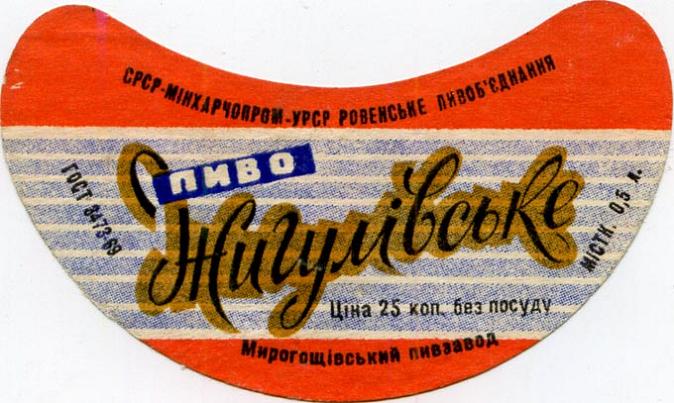 СРСР-МІНХАРЧОПРОМ-УРСР РОВЕНСЬКЕ ПИВОБ'ЄДНАННЯ
ГОСТ 3473-69
ПИВО
Жигулівське
МІСТК. 0,5 л.
Ціна 25 коп. без посуду
Мирогощівський пивзавод